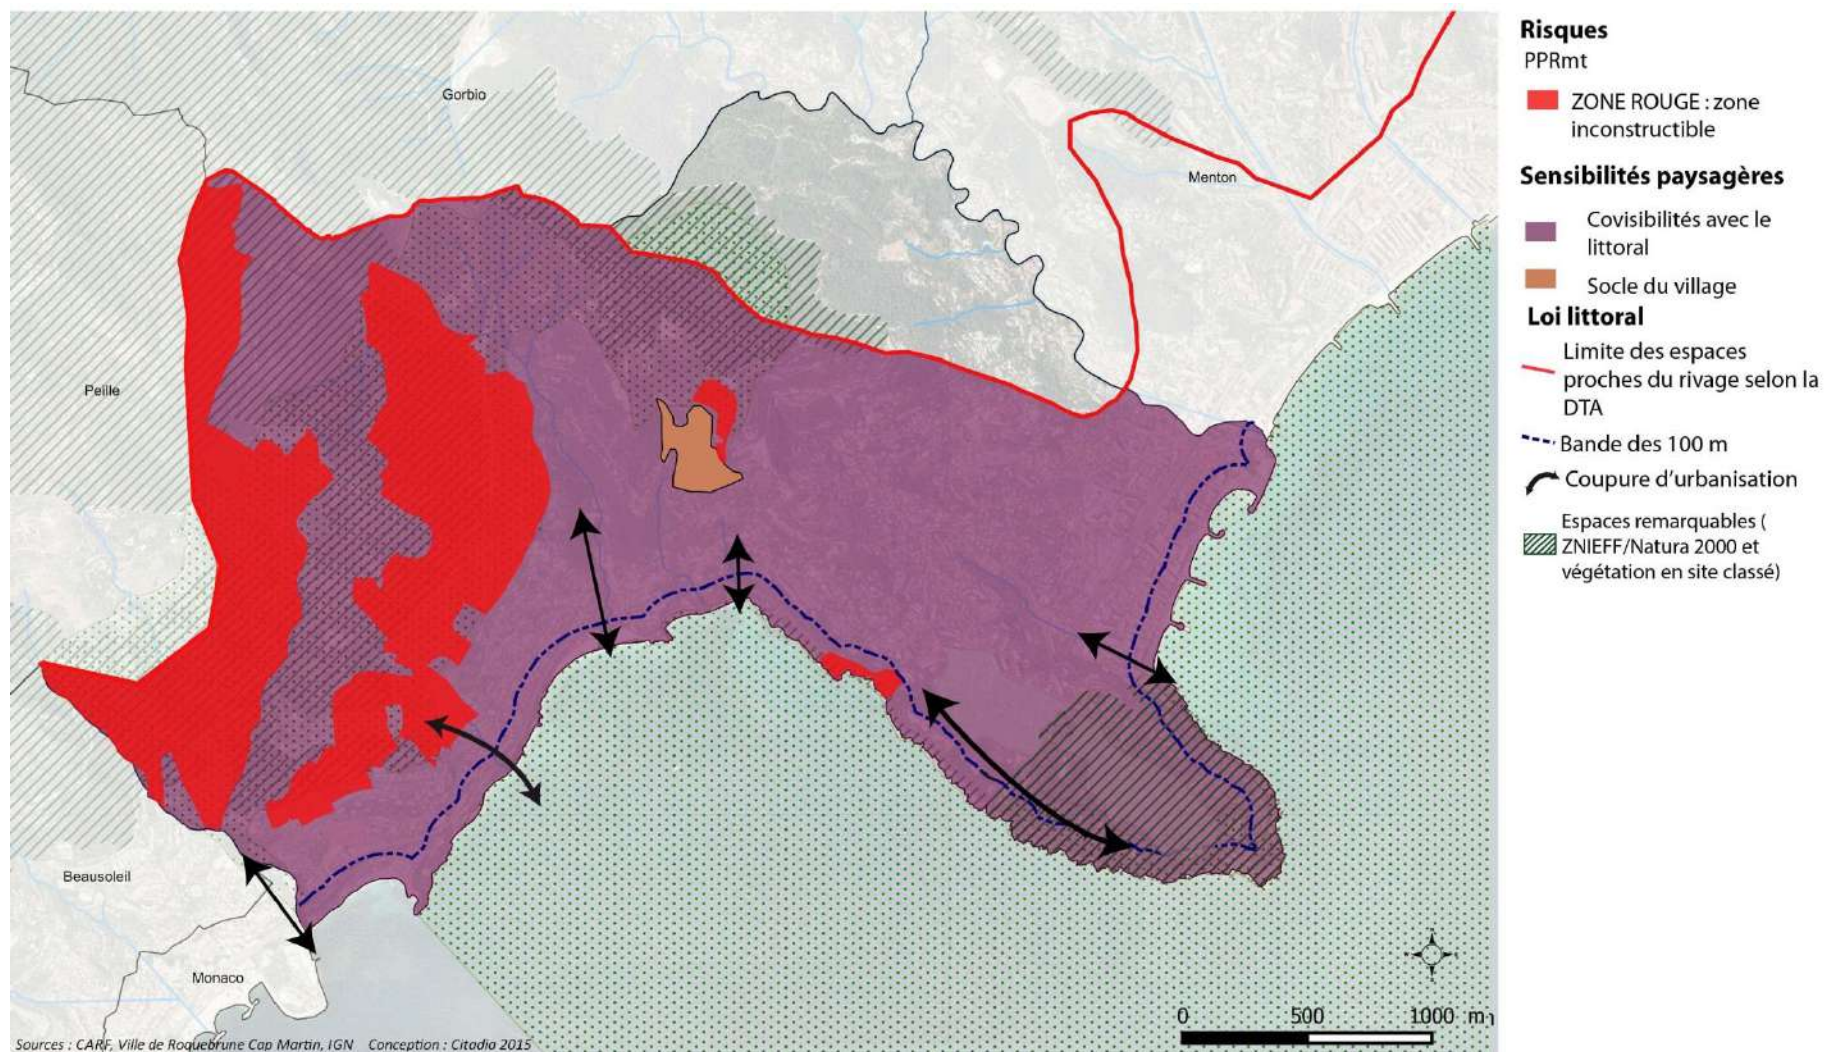 Gorbio
Menton
Peille
Beausoleil
Monaco
0 500 1000 m
Sources : CARF, Ville de Roquebrune Cap Martin, IGN Conception : Citadia 2015
Risques
PPRmt
ZONE ROUGE : zone
inconstructible
Sensibilités paysagères
Covisibilités avec le
littoral
Socle du village
Loi littoral
Limite des espaces
proches du rivage selon la
DTA
Bande des 100 m
Coupure d'urbanisation
Espaces remarquables (
ZNIEFF/Natura 2000 et
végétation en site classé)